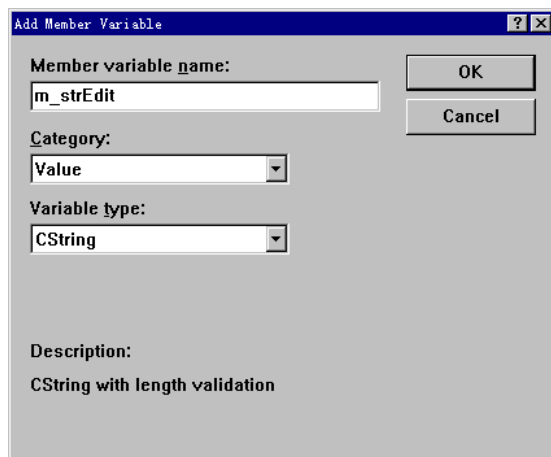 Add Member Variable
Member variable name:
OK
m_strEdit
Cancel
Category:
Value
Variable type:
CString
Description:
CString with length validation